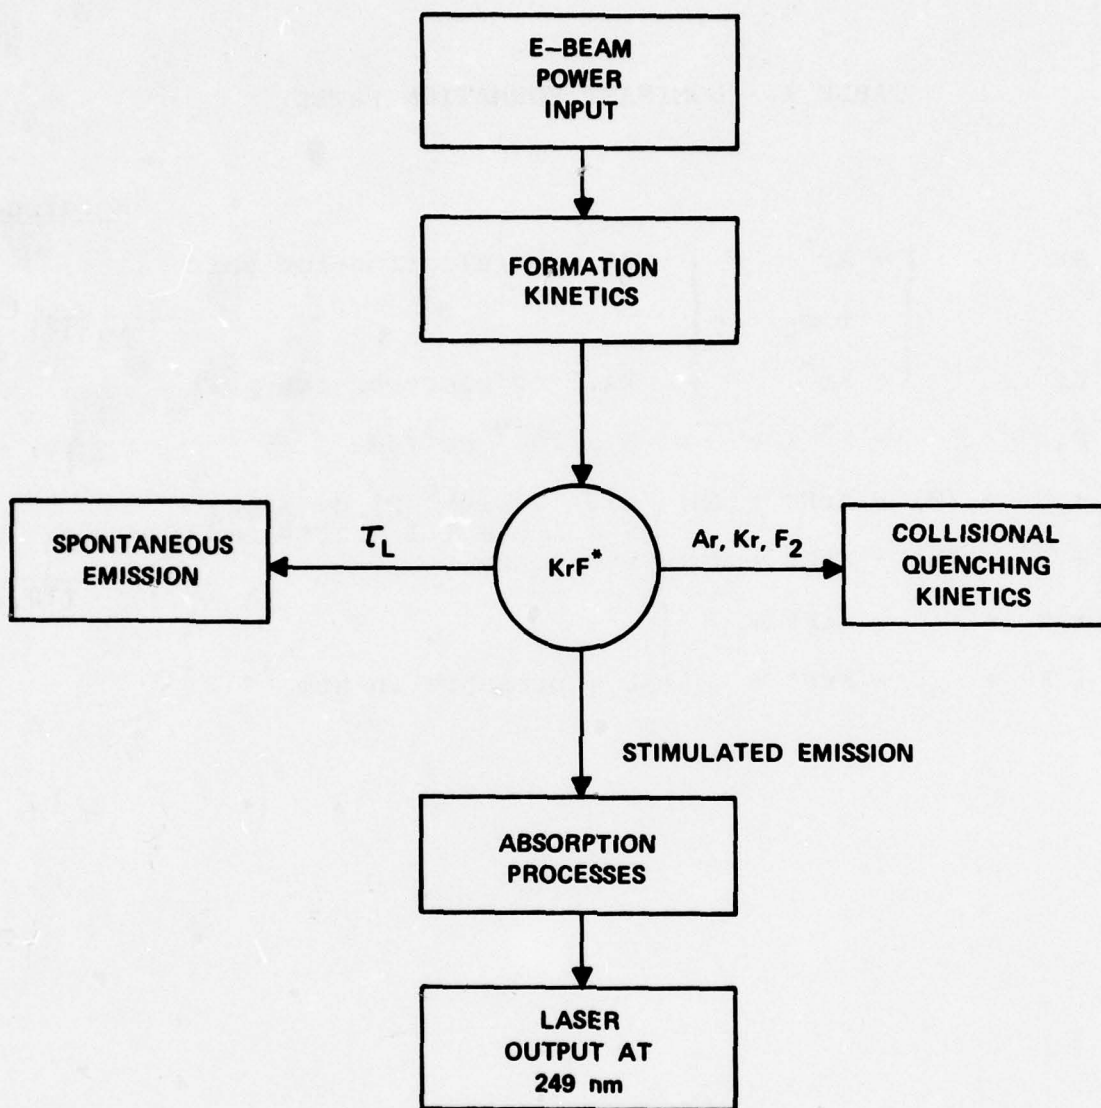 E-BEAM
POWER
INPUT
FORMATION
KINETICS
SPONTANEOUS
EMISSION
τL
KrF*
Ar, Kr, F2
COLLISIONAL
QUENCHING
KINETICS
STIMULATED EMISSION
ABSORPTION
PROCESSES
LASER
OUTPUT AT
249 nm